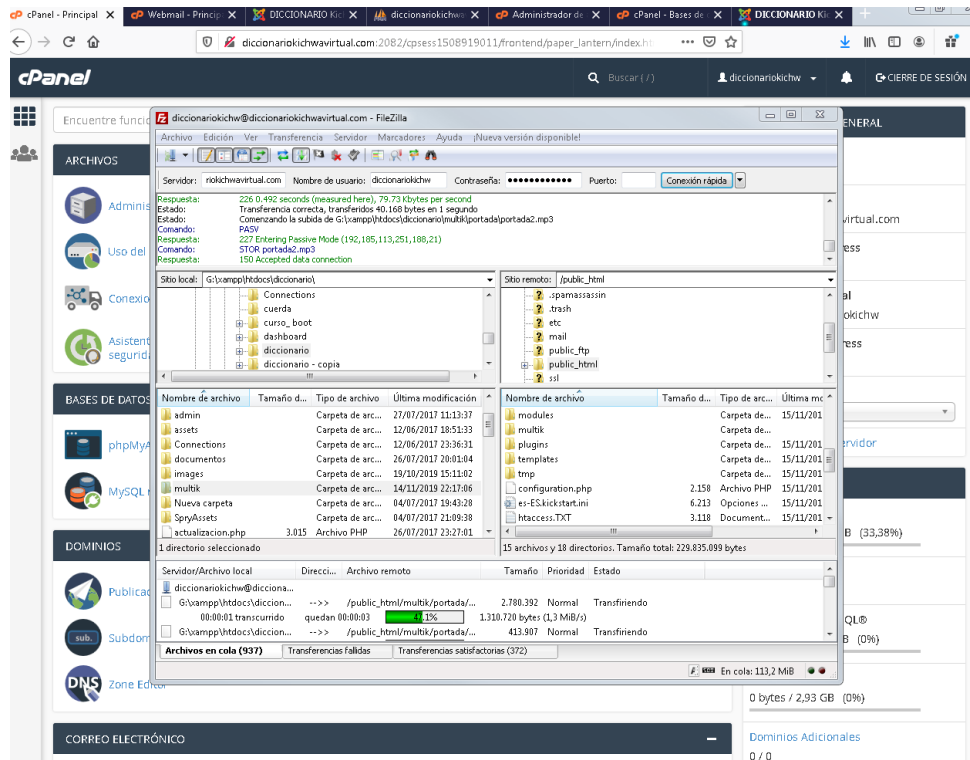 cPanel - Principal
Webmail - Princip
DICCIONARIO Kic
diccionariokichwa
Administrador de
cPanel - Bases de
DICCIONARIO Kic
diccionariokichwavirtual.com:2082/cpsess1508919011/frontend/paper_lantern/index.h
cPanel
Buscar ( / )
diccionariokichw
CIERRE DE SESIÓN
Encuentre funcio
ENERAL
ARCHIVOS
Adminis
Uso del
Conexio
Asistent
segurid
virtual.com
ess
al
okichw
ress
BASES DE DATOS
phpMyA
MySQL
ervidor
B (33,38%)
DOMINIOS
Publicac
Subdom
sub.
DNS
Zone Editor
QL®
B (0%)
0 bytes / 2,93 GB (0%)
CORREO ELECTRÓNICO
Dominios Adicionales
0 / 0
diccionariokichw@diccionariokichwavirtual.com - FileZilla
Archivo Edición Ver Transferencia Servidor Marcadores Ayuda ¡Nueva versión disponible!
Servidor: riokichwavirtual.com Nombre de usuario: diccionariokichw Contraseña: ●●●●●●●●●●●● Puerto: Conexión rápida
Respuesta: 226 0.492 seconds (measured here), 79.73 Kbytes per second
Estado: Transferencia correcta, transferidos 40.168 bytes en 1 segundo
Estado: Comenzando la subida de G:\xampp\htdocs\diccionario\multik\portada\portada2.mp3
Comando: PASV
Respuesta: 227 Entering Passive Mode (192,185,113,251,188,21)
Comando: STOR portada2.mp3
Respuesta: 150 Accepted data connection
Sitio local: G:\xampp\htdocs\diccionario\
Connections
cuerda
curso_boot
dashboard
diccionario
diccionario - copia
Sitio remoto: /public_html
.spamassassin
.trash
etc
mail
public_ftp
public_html
ssl
Nombre de archivo Tamaño d... Tipo de archivo Última modificación
admin Carpeta de arc... 27/07/2017 11:13:37
assets Carpeta de arc... 12/06/2017 18:51:33
Connections Carpeta de arc... 12/06/2017 23:36:31
documentos Carpeta de arc... 26/07/2017 20:01:04
images Carpeta de arc... 19/10/2019 15:11:02
multik Carpeta de arc... 14/11/2019 22:17:06
Nueva carpeta Carpeta de arc... 04/07/2017 19:43:28
SpryAssets Carpeta de arc... 04/07/2017 21:09:38
actualizacion.php 3.015 Archivo PHP 26/07/2017 23:27:01
1 directorio seleccionado
Nombre de archivo Tamaño d... Tipo de arc... Última mo
modules Carpeta de... 15/11/201
multik Carpeta de...
plugins Carpeta de... 15/11/201
templates Carpeta de... 15/11/201
tmp Carpeta de... 15/11/201
configuration.php 2.158 Archivo PHP 15/11/201
es-ES.kickstart.ini 6.213 Opciones ... 15/11/201
htaccess.TXT 3.118 Document... 15/11/201
15 archivos y 18 directorios. Tamaño total: 229.835.099 bytes
Servidor/Archivo local Direcci... Archivo remoto Tamaño Prioridad Estado
diccionariokichw@dicciona...
G:\xampp\htdocs\diccion... -->> /public_html/multik/portada/... 2.780.392 Normal Transfiriendo
00:00:01 transcurrido quedan 00:00:03 47.1% 1.310.720 bytes (1,3 MiB/s)
G:\xampp\htdocs\diccion... -->> /public_html/multik/portada/... 413.907 Normal Transfiriendo
Archivos en cola (937) Transferencias fallidas Transferencias satisfactorias (372)
En cola: 113,2 MiB